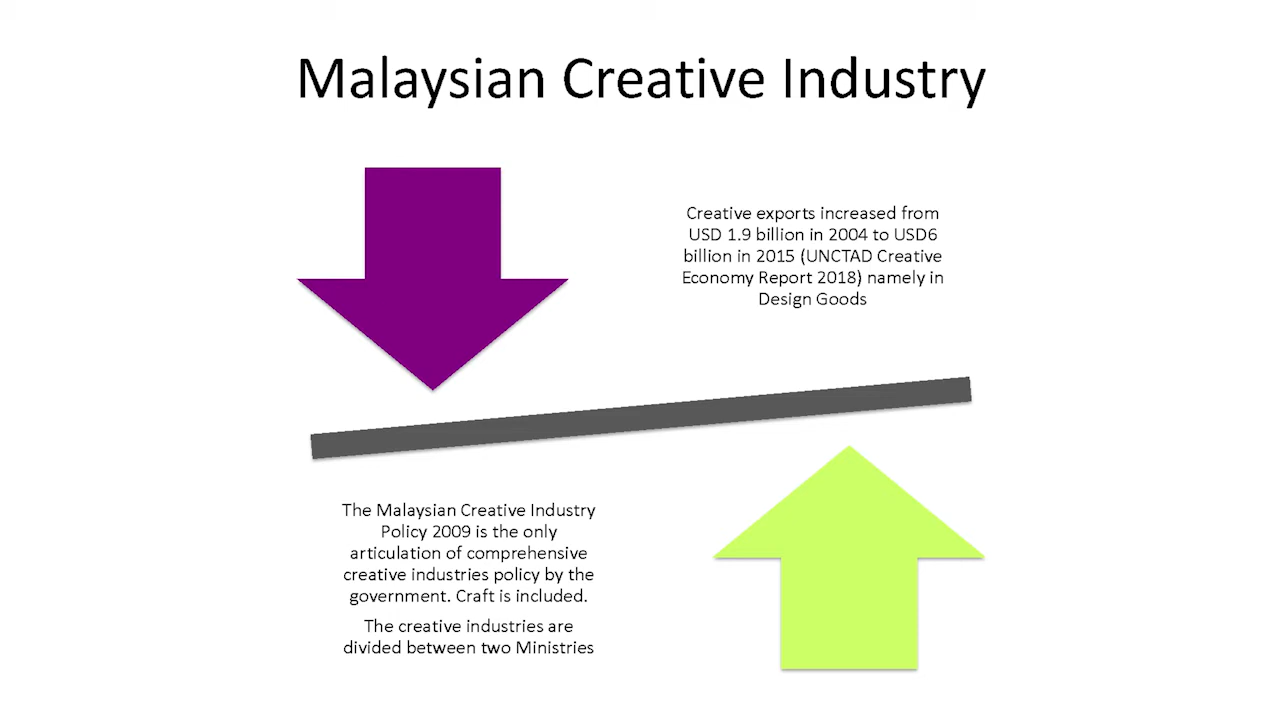 Malaysian Creative Industry
Creative exports increased from
USD 1.9 billion in 2004 to USD6
billion in 2015 (UNCTAD Creative
Economy Report 2018) namely in
Design Goods
The Malaysian Creative Industry
Policy 2009 is the only
articulation of comprehensive
creative industries policy by the
government. Craft is included.
The creative industries are
divided between two Ministries